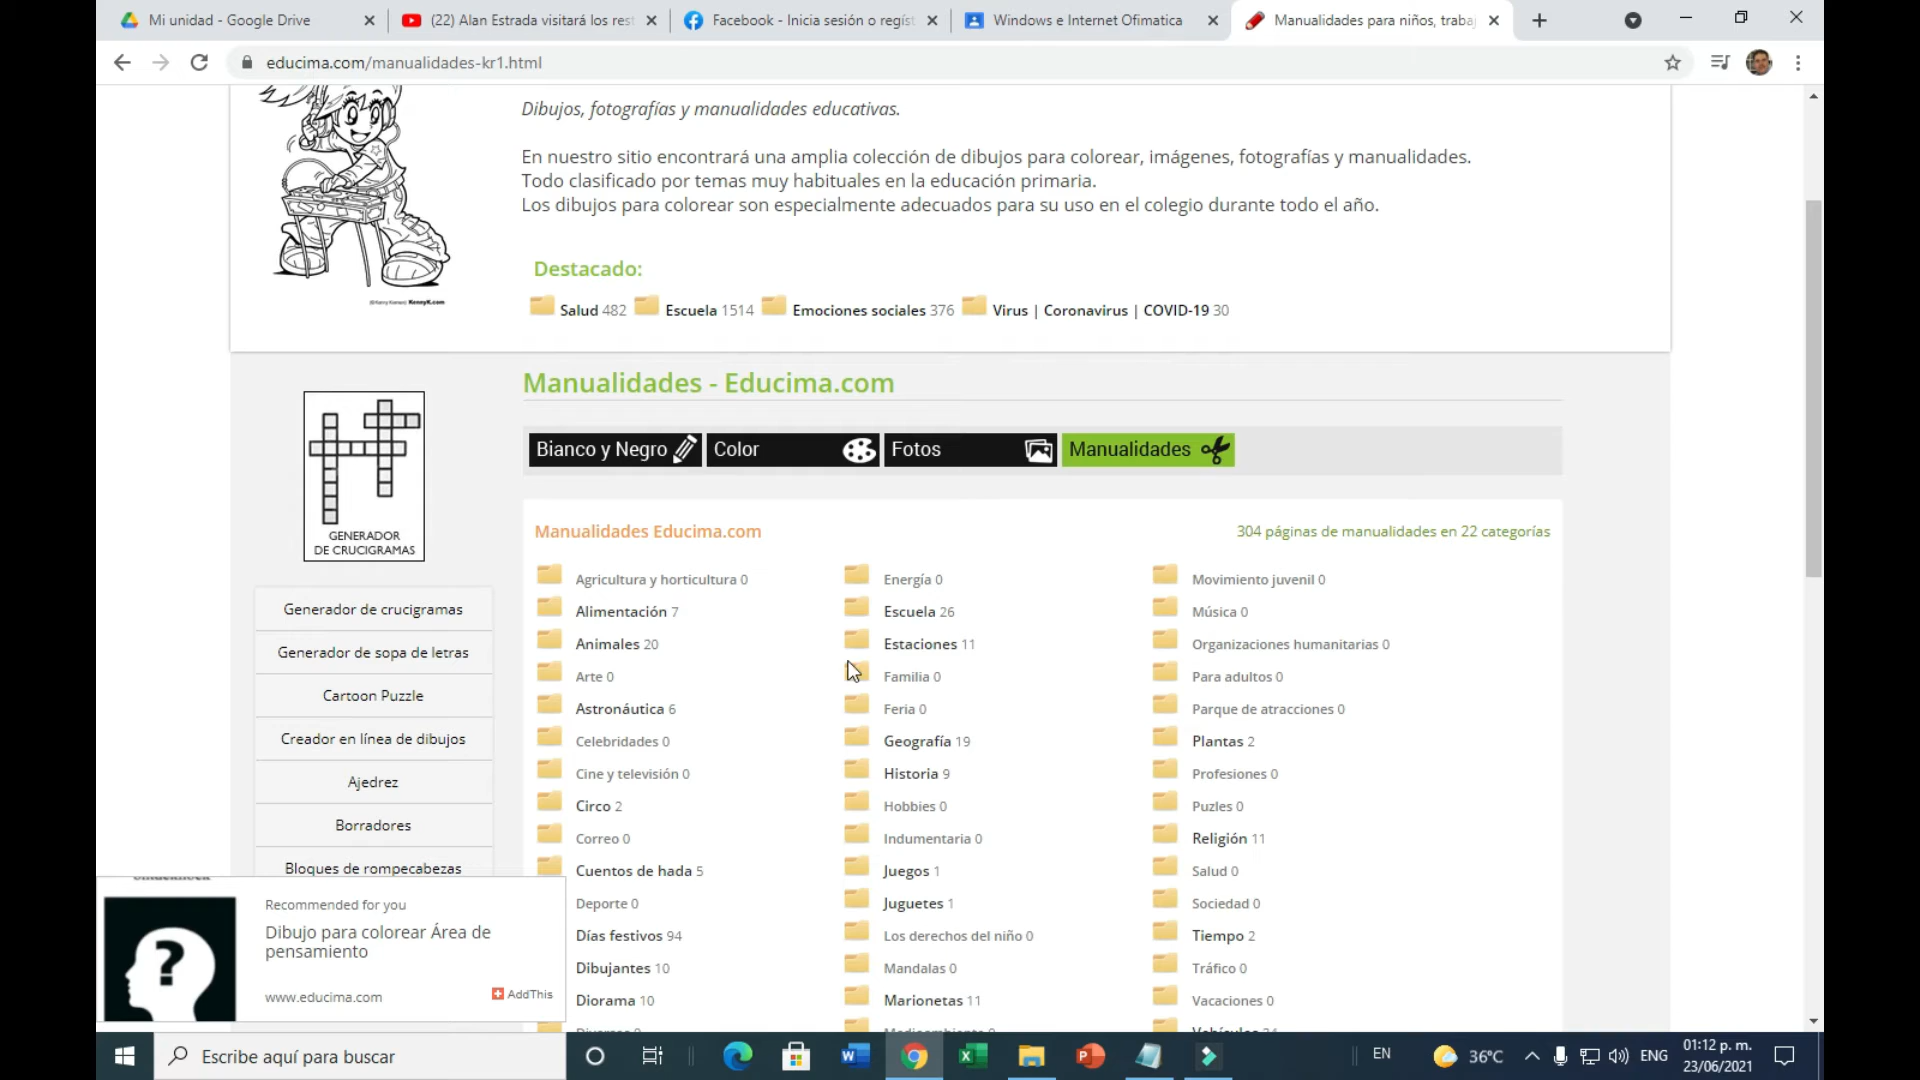 Mi unidad - Google Drive
(22) Alan Estrada visitará los rest
Facebook - Inicia sesión o regíst
Windows e Internet Ofimatica
Manualidades para niños, traba
educima.com/manualidades-kr1.html
Dibujos, fotografías y manualidades educativas.
En nuestro sitio encontrará una amplia colección de dibujos para colorear, imágenes, fotografías y manualidades.
Todo clasificado por temas muy habituales en la educación primaria.
Los dibujos para colorear son especialmente adecuados para su uso en el colegio durante todo el año.
KennyK.com
Destacado:
Salud 482 Escuela 1514 Emociones sociales 376 Virus | Coronavirus | COVID-19 30
Manualidades - Educima.com
Bianco y Negro Color Fotos Manualidades
GENERADOR
DE CRUCIGRAMAS
Generador de crucigramas
Generador de sopa de letras
Cartoon Puzzle
Creador en línea de dibujos
Ajedrez
Borradores
Bloques de rompecabezas
Manualidades Educima.com
304 páginas de manualidades en 22 categorías
Agricultura y horticultura 0
Alimentación 7
Animales 20
Arte 0
Astronáutica 6
Celebridades 0
Cine y televisión 0
Circo 2
Correo 0
Cuentos de hada 5
Deporte 0
Días festivos 94
Dibujantes 10
Diorama 10
Diversos 0
Energía 0
Escuela 26
Estaciones 11
Familia 0
Feria 0
Geografía 19
Historia 9
Hobbies 0
Indumentaria 0
Juegos 1
Juguetes 1
Los derechos del niño 0
Mandalas 0
Marionetas 11
Medioambiente 0
Movimiento juvenil 0
Música 0
Organizaciones humanitarias 0
Para adultos 0
Parque de atracciones 0
Plantas 2
Profesiones 0
Puzles 0
Religión 11
Salud 0
Sociedad 0
Tiempo 2
Tráfico 0
Vacaciones 0
Vehículos 34
Recommended for you
Dibujo para colorear Área de
pensamiento
www.educima.com
AddThis
Escribe aquí para buscar
EN
36°C
ENG
01:12 p. m.
23/06/2021